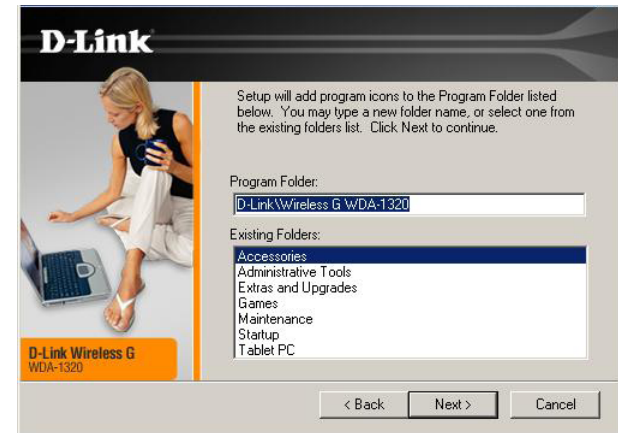 D-Link
Setup will add program icons to the Program Folder listed
below. You may type a new folder name, or select one from
the existing folders list. Click Next to continue.
Program Folder:
D-Link\Wireless G WDA-1320
Existing Folders:
Accessories
Administrative Tools
Extras and Upgrades
Games
Maintenance
Startup
Tablet PC
D-Link Wireless G
WDA-1320
< Back Next > Cancel